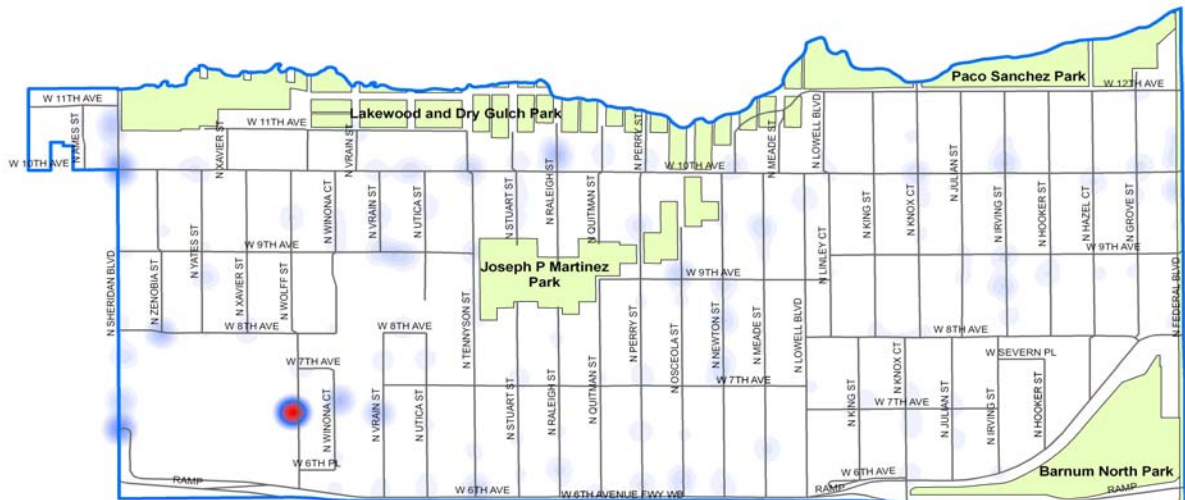 Paco Sanchez Park
W 12TH AVE
W 11TH AVE
Lakewood and Dry Gulch Park
W 11TH AVE
N AMES ST
N XAVIER ST
N VRAIN ST
N PERRY ST
N MEADE ST
N LOWELL BLVD
W 10TH AVE
W 10TH AVE
N STUART ST
N RALEIGH ST
N QUITMAN ST
N JULIAN ST
N WINONA CT
N VRAIN ST
N UTICA ST
N KING ST
N KNOX CT
N IRVING ST
N HOOKER ST
N HAZEL CT
N GROVE ST
N YATES ST
W 9TH AVE
W 9TH AVE
N LINLEY CT
Joseph P Martinez
Park
W 9TH AVE
N SHERIDAN BLVD
N ZENOBIA ST
N XAVIER ST
N WOLFF ST
N FEDERAL BLVD
W 8TH AVE
W 8TH AVE
W 8TH AVE
N TENNYSON ST
N PERRY ST
N OSCEOLA ST
N NEWTON ST
N MEADE ST
N LOWELL BLVD
W 7TH AVE
W SEVERN PL
N KNOX CT
W 7TH AVE
W 7TH AVE
N WINONA CT
N VRAIN ST
N UTICA ST
N STUART ST
N RALEIGH ST
N QUITMAN ST
N KING ST
N JULIAN ST
N IRVING ST
N HOOKER ST
W 6TH PL
W 6TH AVE
Barnum North Park
RAMP
W 6TH AVE
W 6TH AVENUE FWY WB
RAMP
RAMP